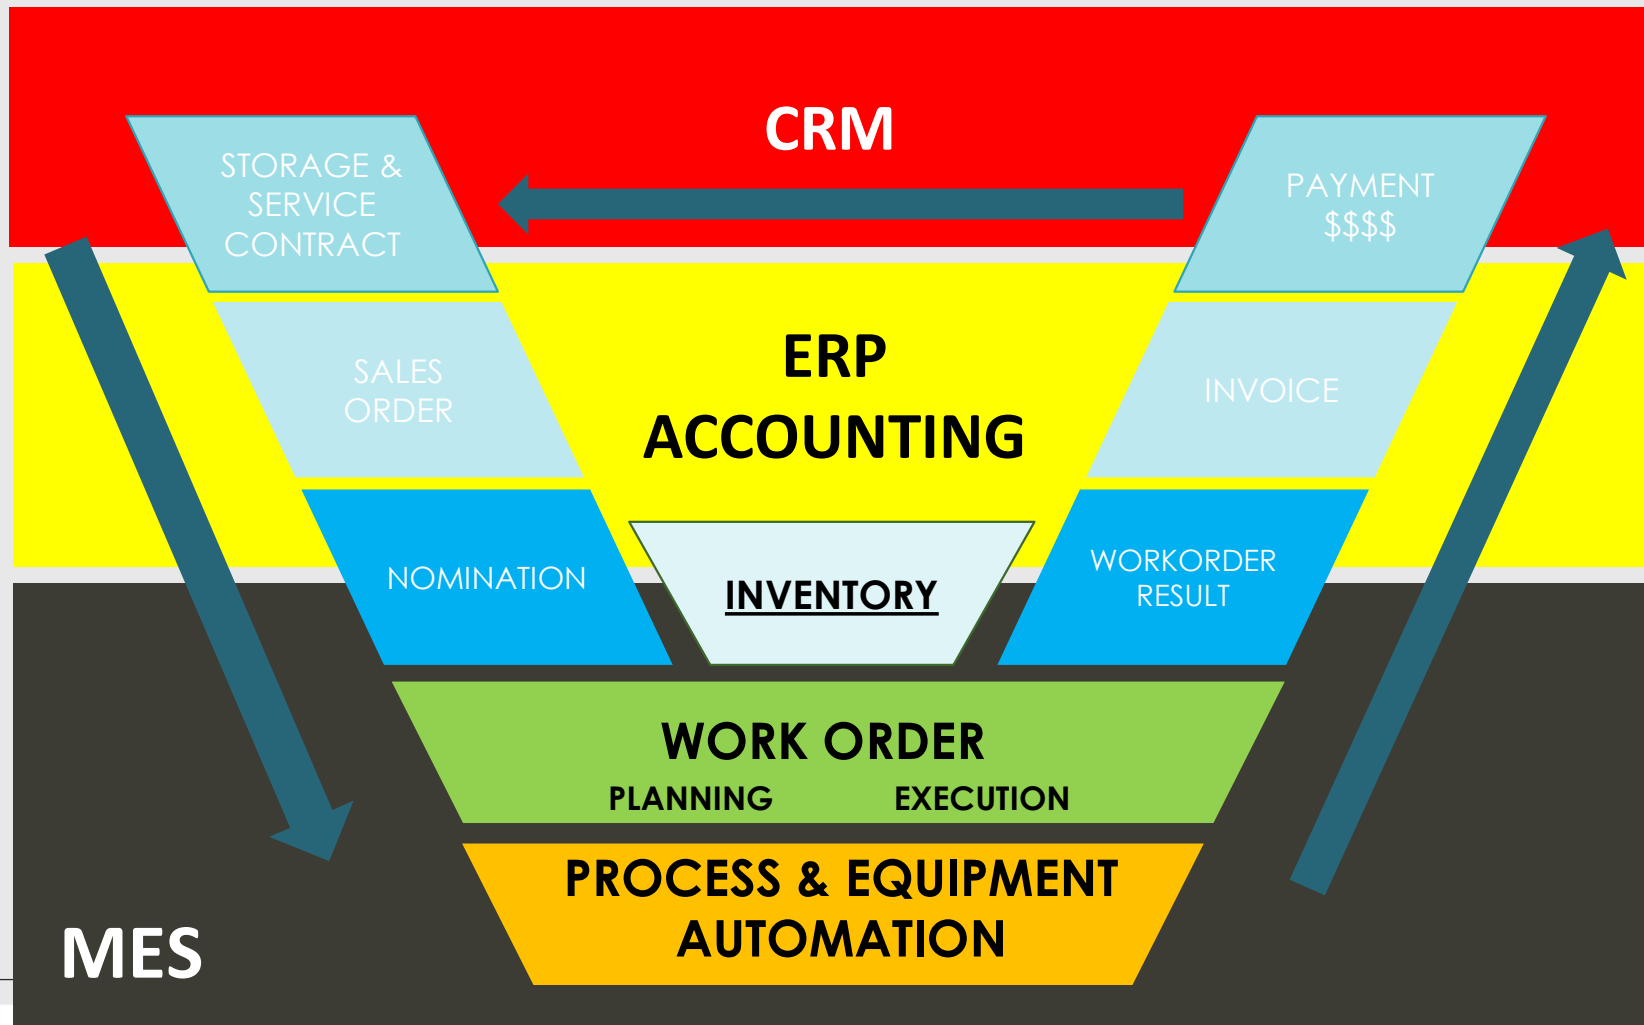 CRM
STORAGE &
SERVICE
CONTRACT
PAYMENT
$$$$
ERP
ACCOUNTING
SALES
ORDER
INVOICE
NOMINATION
INVENTORY
WORKORDER
RESULT
WORK ORDER
PLANNING EXECUTION
PROCESS & EQUIPMENT
AUTOMATION
MES